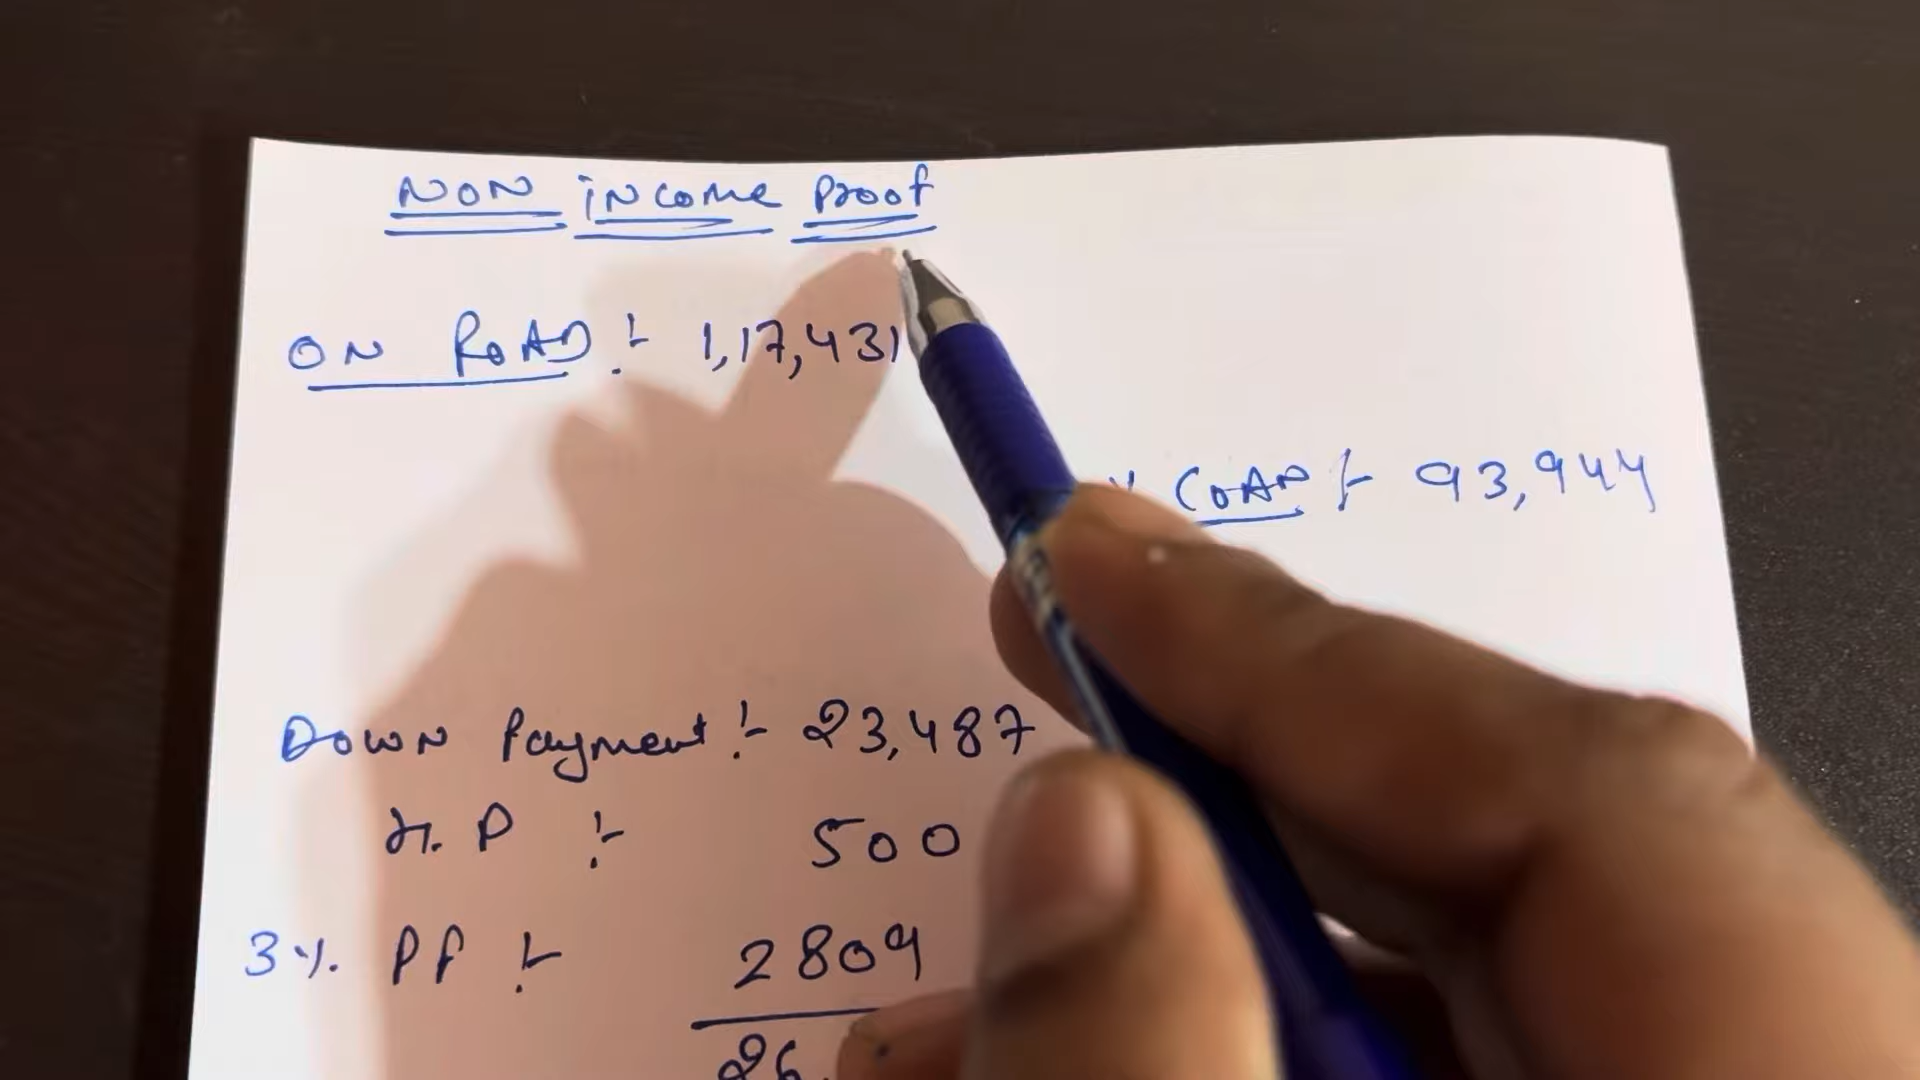 NON iNCOME Proof
ON ROAD :- 1,17,431
% LOAN :- 93,944
DOWN Payment :- 23,487
H.P :- 500
3%. PF :- 2809
26,